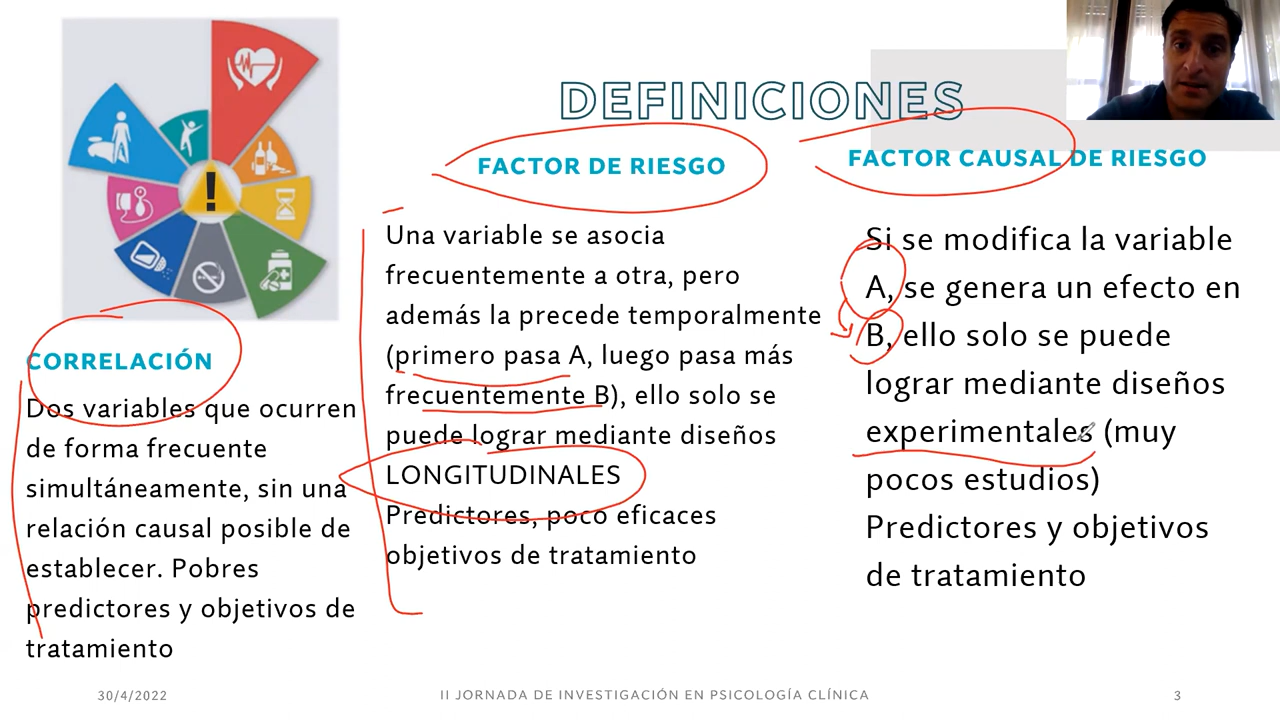 DEFINICIONES
CORRELACIÓN
Dos variables que ocurren
de forma frecuente
simultáneamente, sin una
relación causal posible de
establecer. Pobres
predictores y objetivos de
tratamiento
FACTOR DE RIESGO
Una variable se asocia
frecuentemente a otra, pero
además la precede temporalmente
(primero pasa A, luego pasa más
frecuentemente B), ello solo se
puede lograr mediante diseños
LONGITUDINALES
Predictores, poco eficaces
objetivos de tratamiento
FACTOR CAUSAL DE RIESGO
Si se modifica la variable
A, se genera un efecto en
B, ello solo se puede
lograr mediante diseños
experimentales (muy
pocos estudios)
Predictores y objetivos
de tratamiento
30/4/2022
II JORNADA DE INVESTIGACIÓN EN PSICOLOGÍA CLÍNICA
3